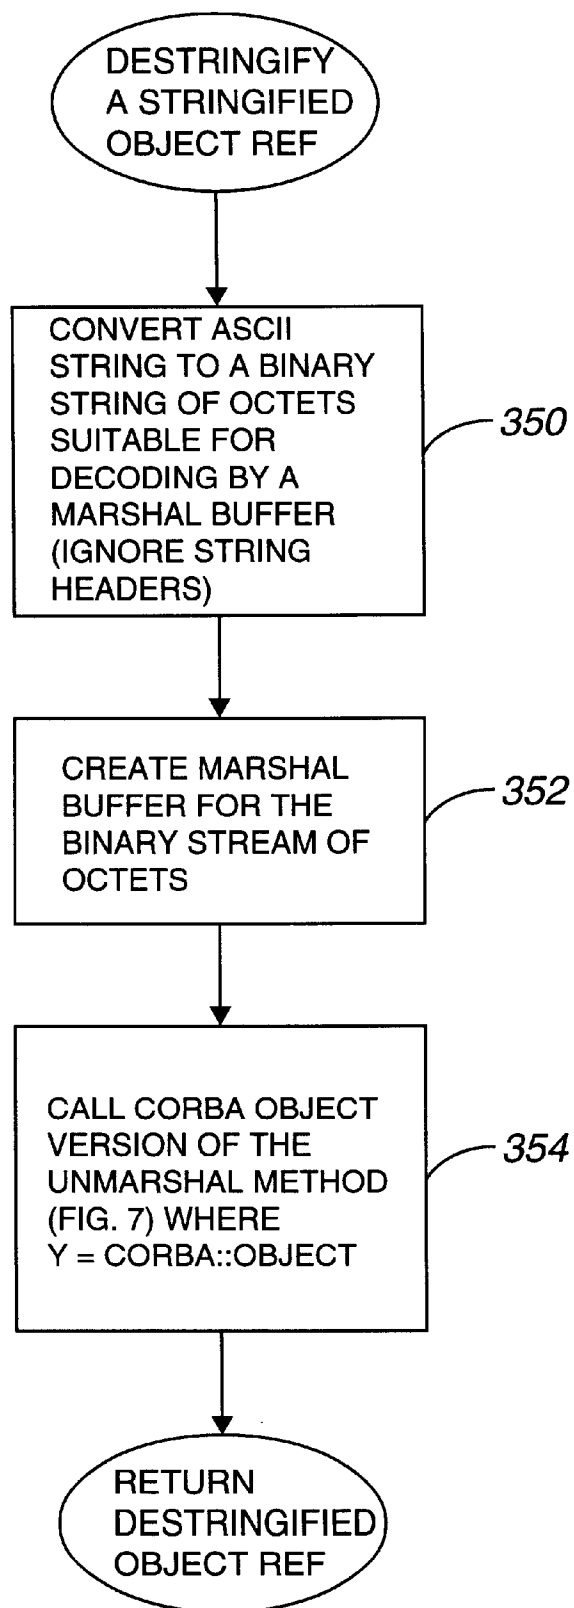 DESTRINGIFY
A STRINGIFIED
OBJECT REF
CONVERT ASCII
STRING TO A BINARY
STRING OF OCTETS
SUITABLE FOR
DECODING BY A
MARSHAL BUFFER
(IGNORE STRING
HEADERS)
350
CREATE MARSHAL
BUFFER FOR THE
BINARY STREAM OF
OCTETS
352
CALL CORBA OBJECT
VERSION OF THE
UNMARSHAL METHOD
(FIG. 7) WHERE
Y = CORBA::OBJECT
354
RETURN
DESTRINGIFIED
OBJECT REF